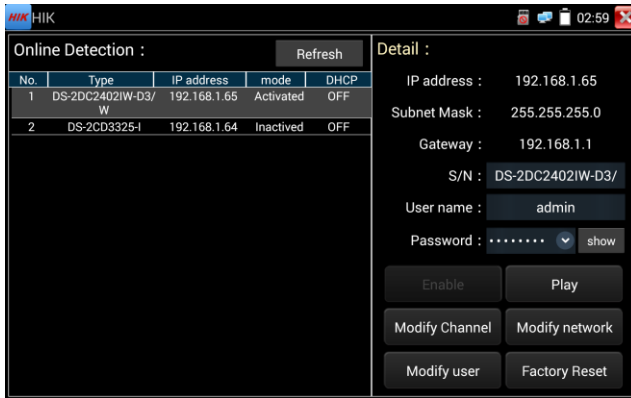 HIK HIK 02:59
Online Detection :
Refresh
No. Type IP address mode DHCP
1 DS-2DC2402IW-D3/W 192.168.1.65 Activated OFF
2 DS-2CD3325-I 192.168.1.64 Inactived OFF
Detail :
IP address : 192.168.1.65
Subnet Mask : 255.255.255.0
Gateway : 192.168.1.1
S/N : DS-2DC2402IW-D3/
User name : admin
Password : •••••••• show
Enable Play
Modify Channel Modify network
Modify user Factory Reset